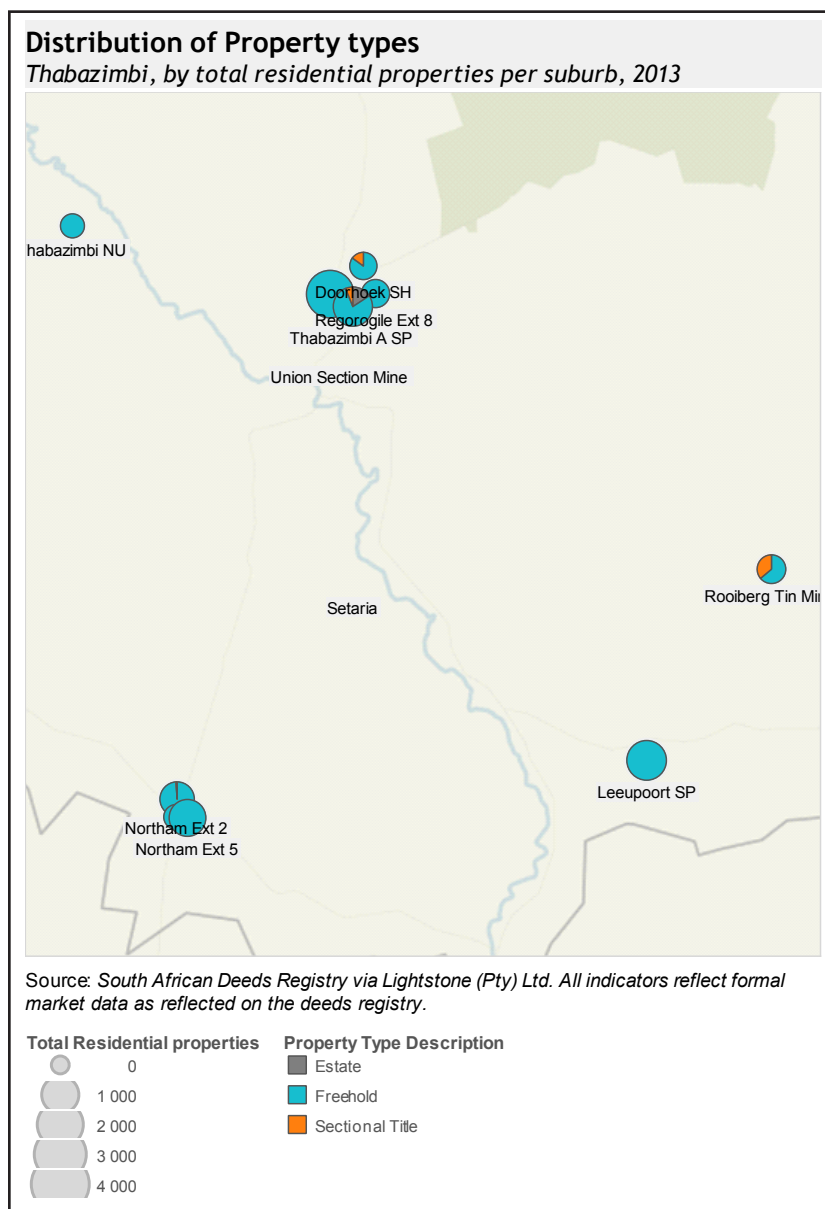 Distribution of Property types
Thabazimbi, by total residential properties per suburb, 2013
habazimbi NU
Doornhoek SH
Regorogile Ext 8
Thabazimbi A SP
Union Section Mine
Rooiberg Tin Min
Setaria
Leeupoort SP
Northam Ext 2
Northam Ext 5
Source: South African Deeds Registry via Lightstone (Pty) Ltd. All indicators reflect formal
market data as reflected on the deeds registry.
Total Residential properties
0
1 000
2 000
3 000
4 000
Property Type Description
Estate
Freehold
Sectional Title